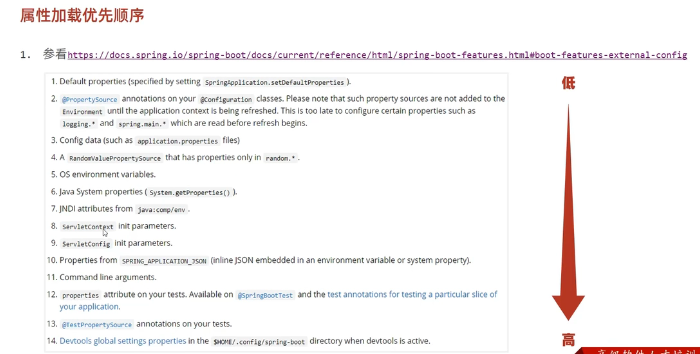 属性加载优先顺序
1. 参看https://docs.spring.io/spring-boot/docs/current/reference/html/spring-boot-features.html#boot-features-external-config
低
1. Default properties (specified by setting SpringApplication.setDefaultProperties ).
2. @PropertySource annotations on your @Configuration classes. Please note that such property sources are not added to the
Environment until the application context is being refreshed. This is too late to configure certain properties such as
logging.* and spring.main.* which are read before refresh begins.
3. Config data (such as application.properties files)
4. A RandomValuePropertySource that has properties only in random.* .
5. OS environment variables.
6. Java System properties ( System.getProperties() ).
7. JNDI attributes from java:comp/env .
8. ServletContext init parameters.
9. ServletConfig init parameters.
10. Properties from SPRING_APPLICATION_JSON (inline JSON embedded in an environment variable or system property).
11. Command line arguments.
12. properties attribute on your tests. Available on @SpringBootTest and the test annotations for testing a particular slice of
your application.
13. @TestPropertySource annotations on your tests.
14. Devtools global settings properties in the $HOME/.config/spring-boot directory when devtools is active.
高